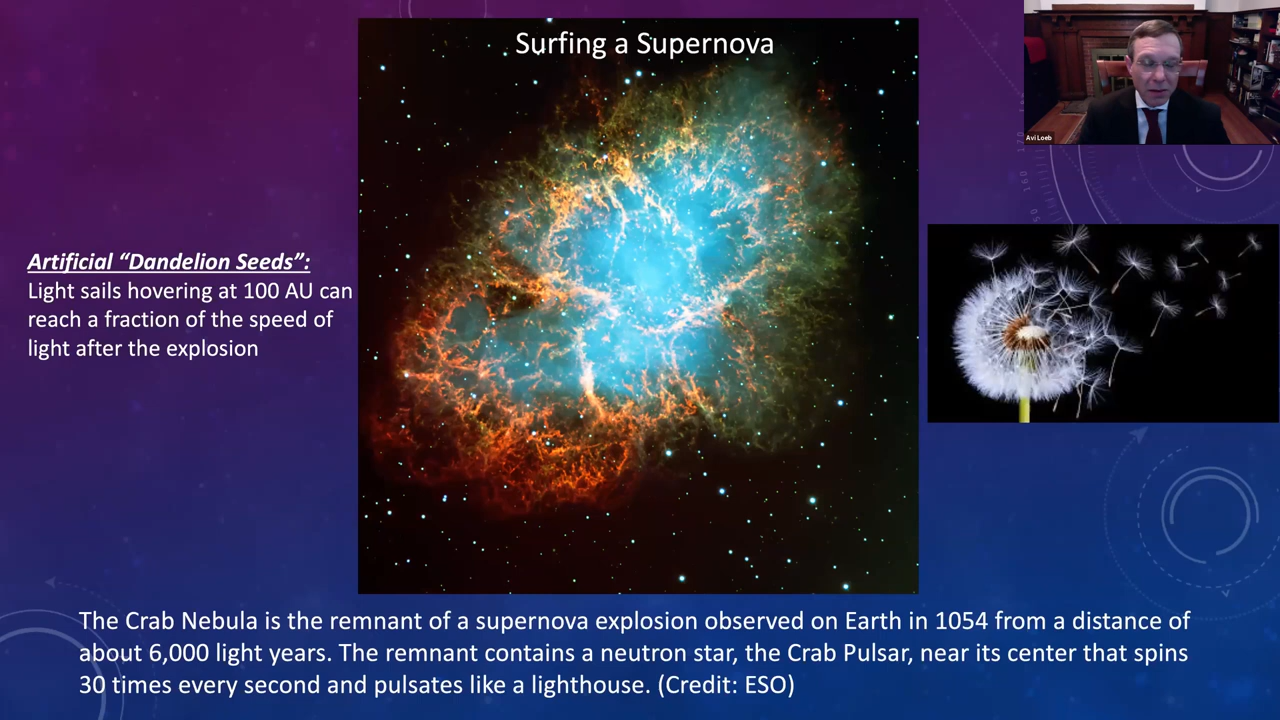 Surfing a Supernova
Avi Loeb
Artificial “Dandelion Seeds”:
Light sails hovering at 100 AU can
reach a fraction of the speed of
light after the explosion
The Crab Nebula is the remnant of a supernova explosion observed on Earth in 1054 from a distance of
about 6,000 light years. The remnant contains a neutron star, the Crab Pulsar, near its center that spins
30 times every second and pulsates like a lighthouse. (Credit: ESO)